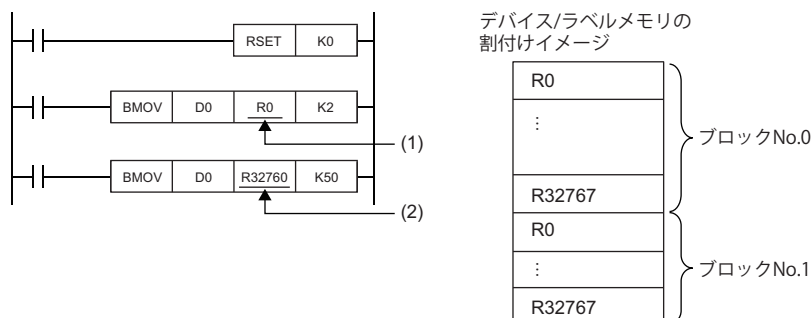 RSET K0
BMOV D0 R0 K2
(1)
BMOV D0 R32760 K50
(2)
デバイス/ラベルメモリの
割付けイメージ
R0
⋮
R32767
ブロックNo.0
R0
⋮
R32767
ブロックNo.1